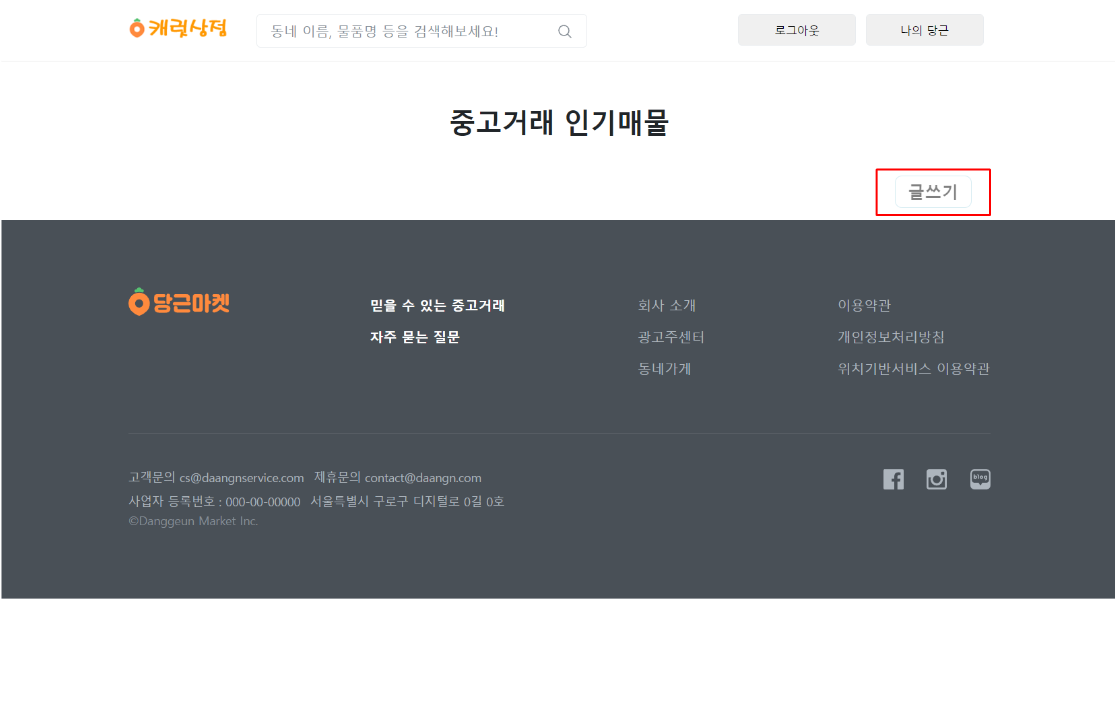 캐럿상점
동네 이름, 물품명 등을 검색해보세요!
로그아웃
나의 당근
중고거래 인기매물
글쓰기
당근마켓
믿을 수 있는 중고거래
자주 묻는 질문
회사 소개
광고주센터
동네가게
이용약관
개인정보처리방침
위치기반서비스 이용약관
고객문의 cs@daangnservice.com 제휴문의 contact@daangn.com
사업자 등록번호 : 000-00-00000 서울특별시 구로구 디지털로 0길 0호
©Danggeun Market Inc.
blog